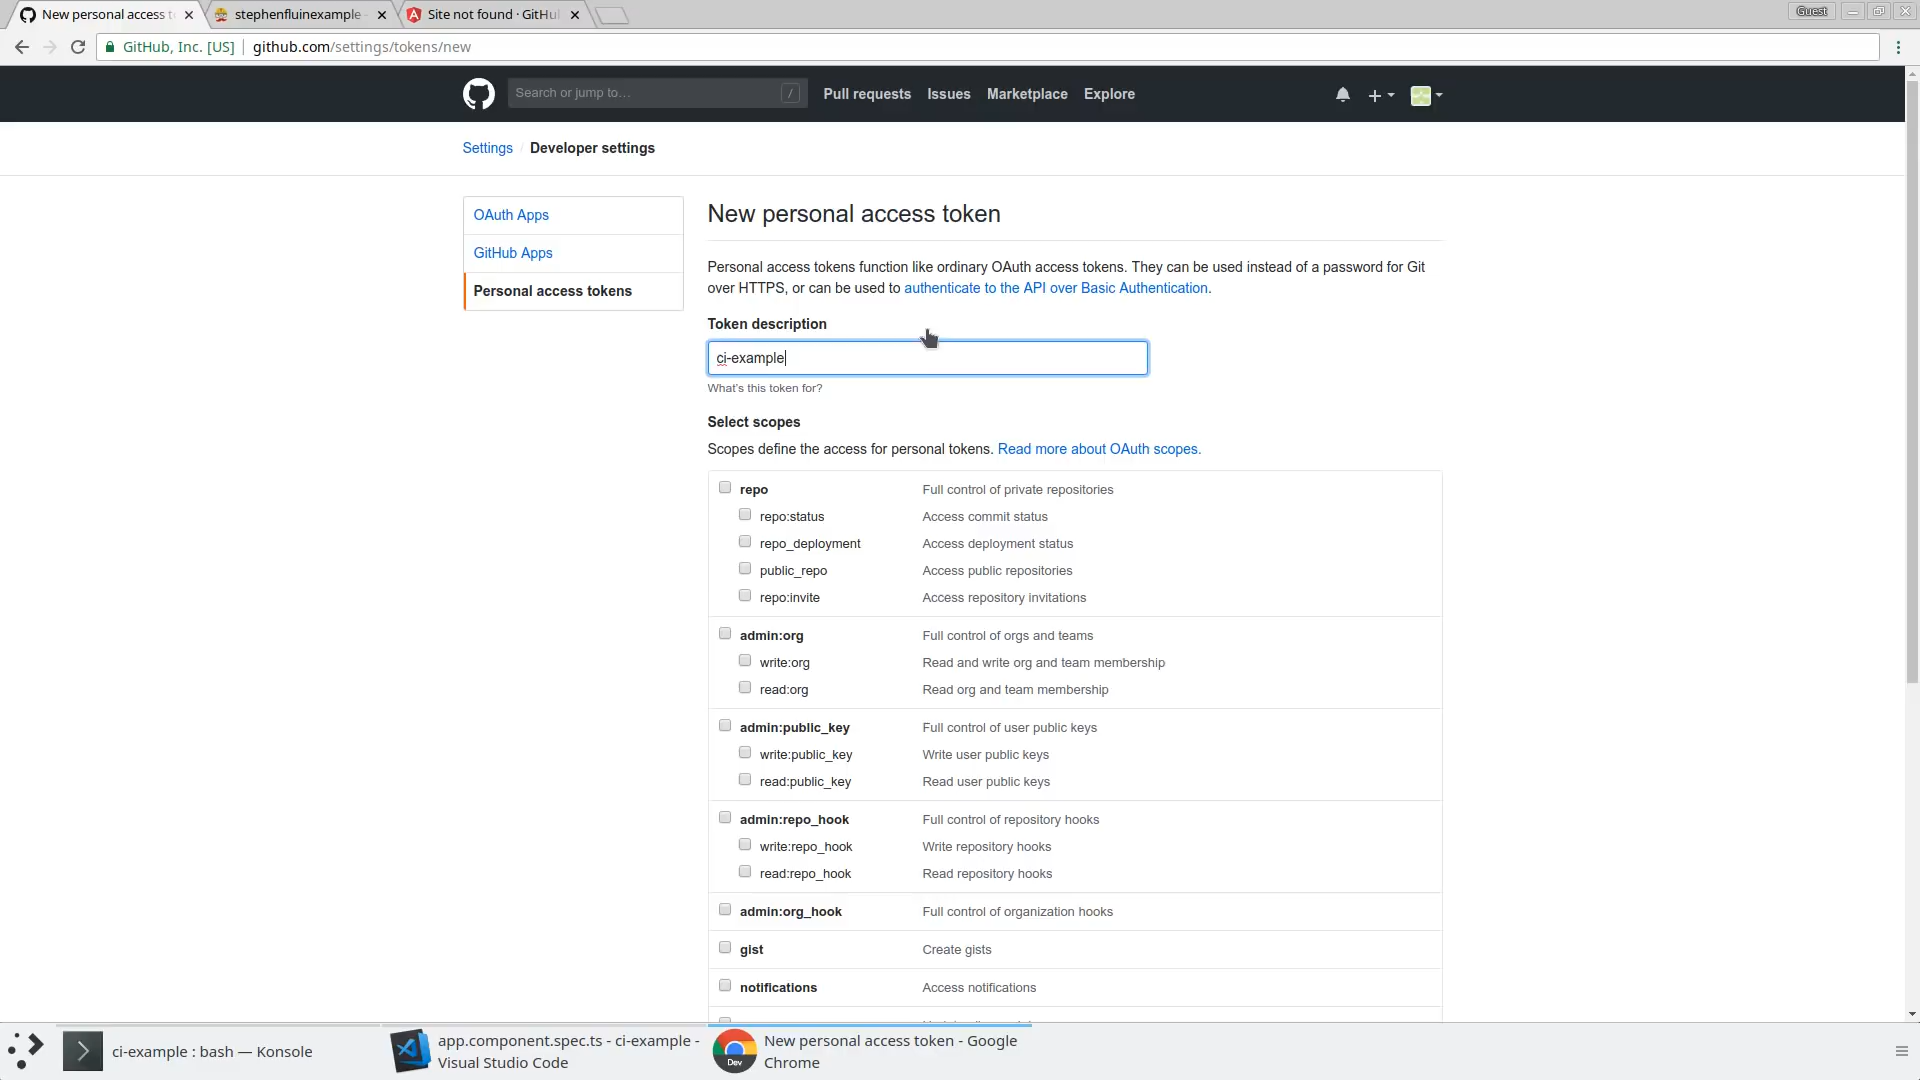 New personal access t
stephenfluinexample
Site not found · GitHu
Guest
GitHub, Inc. [US]
github.com/settings/tokens/new
Search or jump to…
/
Pull requests
Issues
Marketplace
Explore
Settings / Developer settings
OAuth Apps
GitHub Apps
Personal access tokens
New personal access token
Personal access tokens function like ordinary OAuth access tokens. They can be used instead of a password for Git
over HTTPS, or can be used to authenticate to the API over Basic Authentication.
Token description
ci-example
What's this token for?
Select scopes
Scopes define the access for personal tokens. Read more about OAuth scopes.
repo Full control of private repositories
repo:status Access commit status
repo_deployment Access deployment status
public_repo Access public repositories
repo:invite Access repository invitations
admin:org Full control of orgs and teams
write:org Read and write org and team membership
read:org Read org and team membership
admin:public_key Full control of user public keys
write:public_key Write user public keys
read:public_key Read user public keys
admin:repo_hook Full control of repository hooks
write:repo_hook Write repository hooks
read:repo_hook Read repository hooks
admin:org_hook Full control of organization hooks
gist Create gists
notifications Access notifications
ci-example : bash — Konsole
app.component.spec.ts - ci-example -
Visual Studio Code
Dev
New personal access token - Google
Chrome